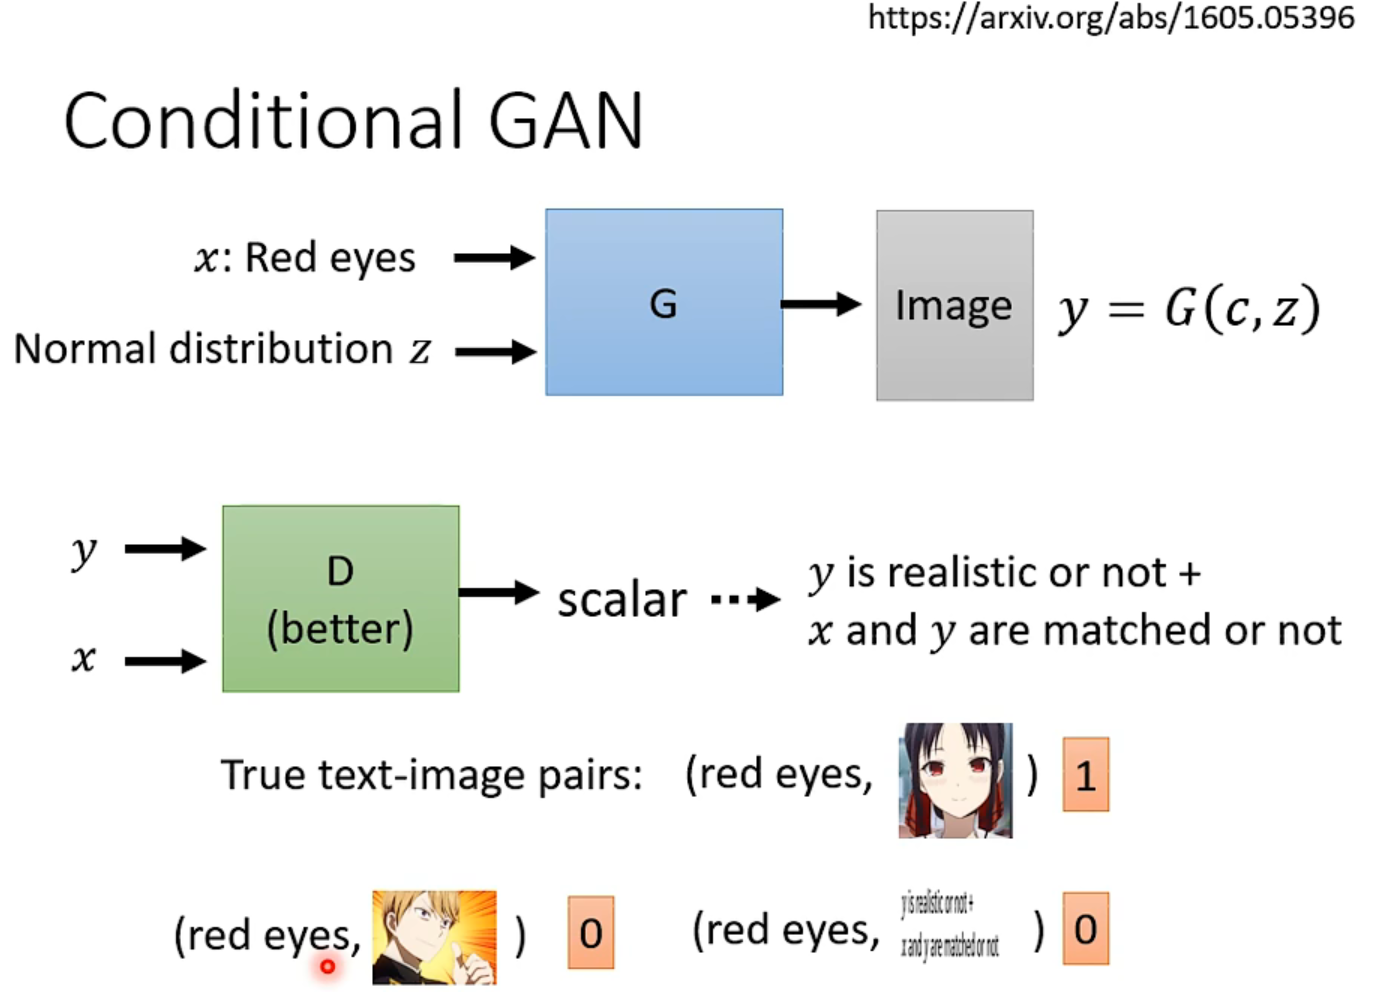 https://arxiv.org/abs/1605.05396
Conditional GAN
x: Red eyes
Normal distribution z
G
Image
y = G(c, z)
y
x
D
(better)
scalar
y is realistic or not +
x and y are matched or not
True text-image pairs:
(red eyes, ) 1
(red eyes, ) 0
(red eyes,
y is realistic or not +
x and y are matched or not
) 0